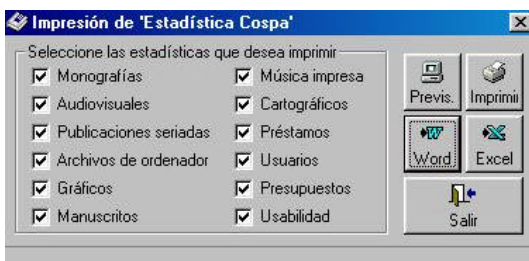 Impresión de 'Estadística Cospa'
Seleccione las estadísticas que desea imprimir
Monografías
Música impresa
Audiovisuales
Cartográficos
Publicaciones seriadas
Préstamos
Archivos de ordenador
Usuarios
Gráficos
Presupuestos
Manuscritos
Usabilidad
Previs.
Imprimii
Word
Excel
Salir